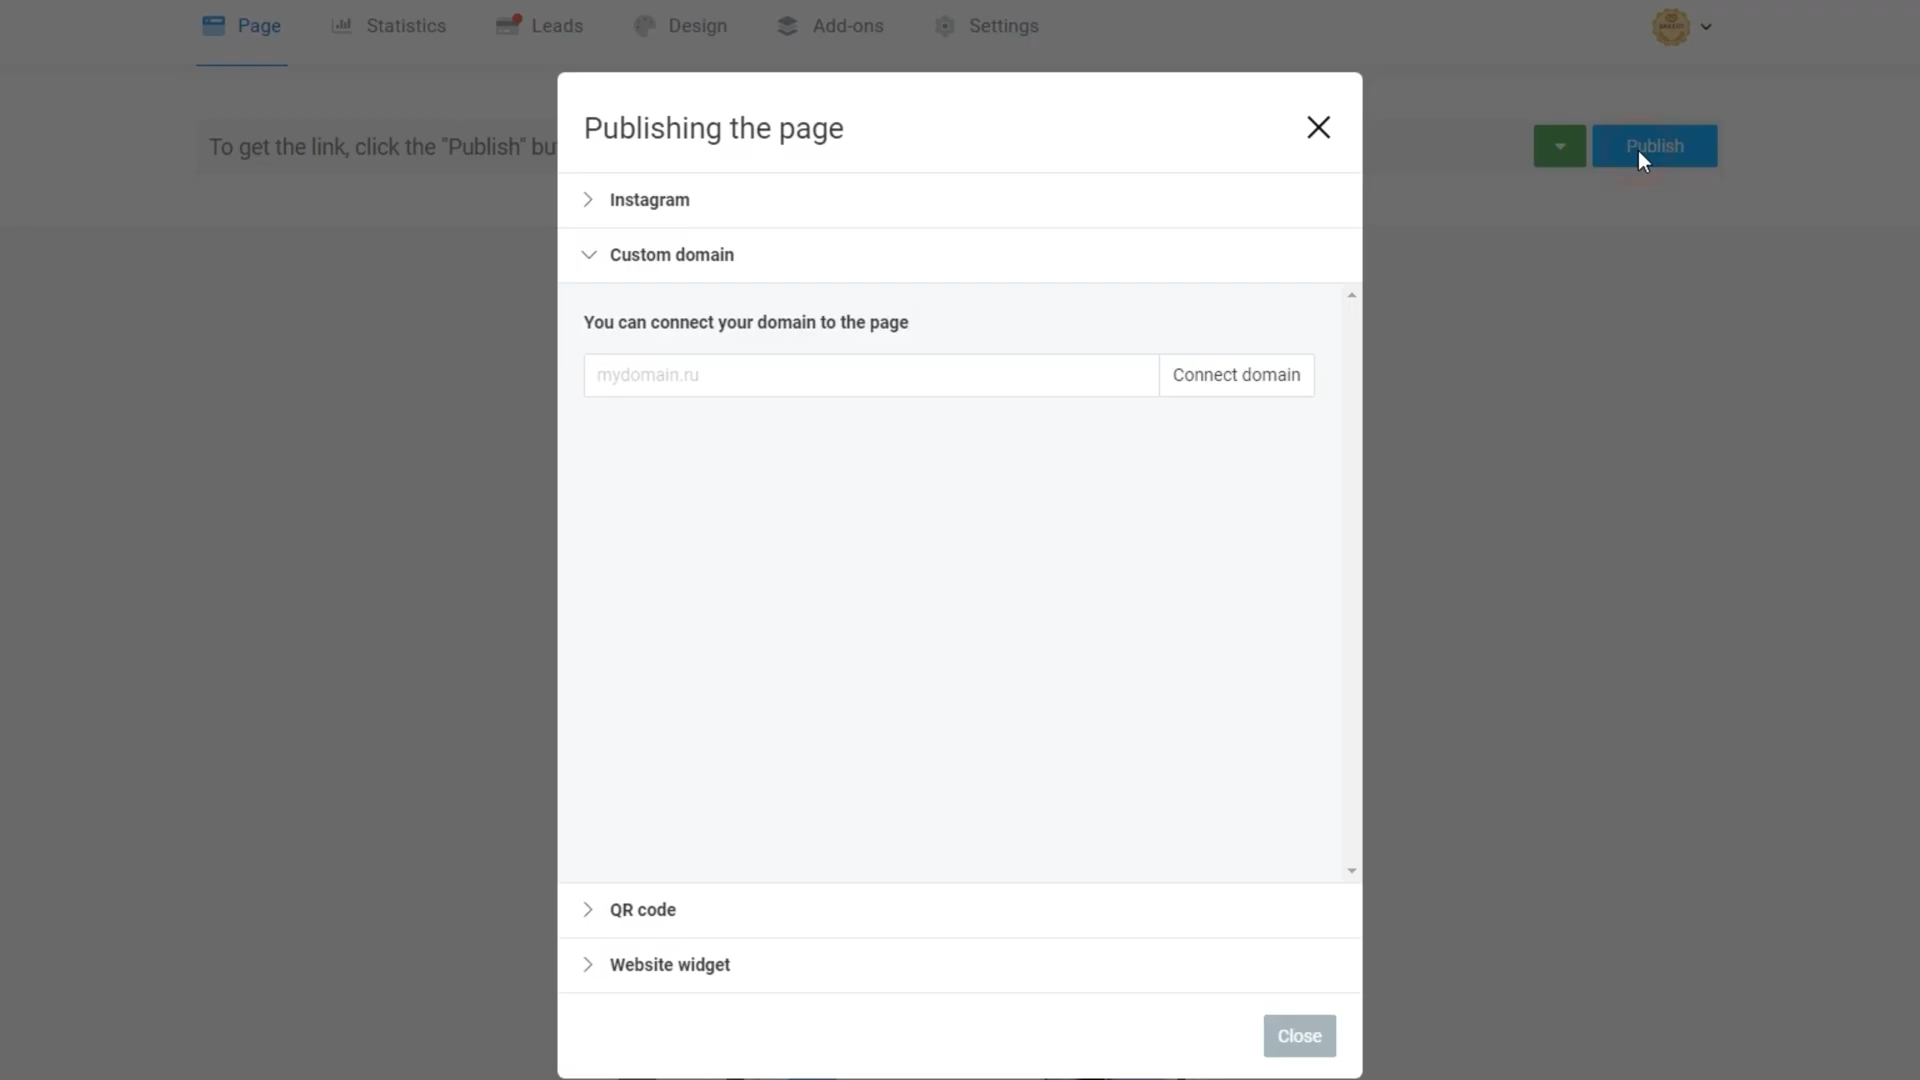 Page
Statistics
Leads
Design
Add-ons
Settings
To get the link, click the "Publish"
Publish
Publishing the page
Instagram
Custom domain
You can connect your domain to the page
mydomain.ru
Connect domain
QR code
Website widget
Close